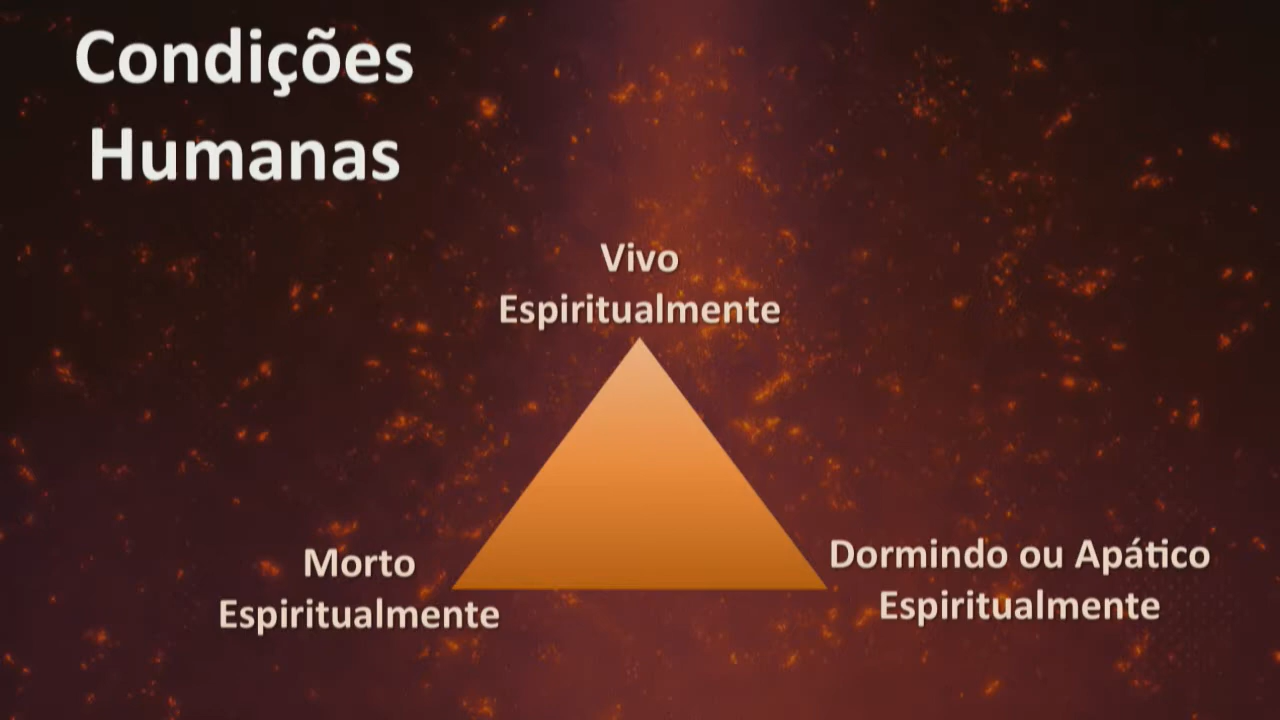 Condições
Humanas
Vivo
Espiritualmente
Morto
Espiritualmente
Dormindo ou Apático
Espiritualmente